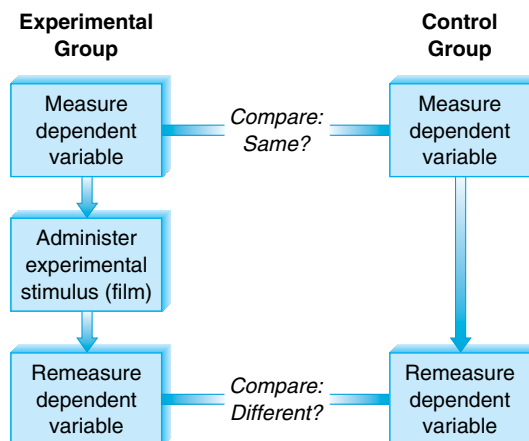 Experimental
Group
Control
Group
Measure
dependent
variable
Compare:
Same?
Measure
dependent
variable
Administer
experimental
stimulus (film)
Remeasure
dependent
variable
Compare:
Different?
Remeasure
dependent
variable